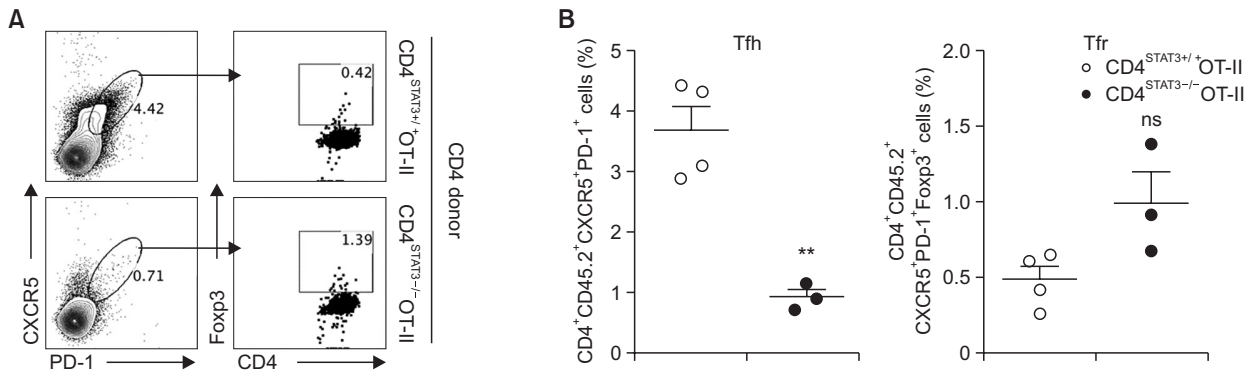 A
4.42
0.42
CD4STAT3+/+OT-II
0.71
1.39
CD4STAT3−/−OT-II
CD4 donor
CXCR5
Foxp3
PD-1
CD4
B
Tfh
CD4+CD45.2+CXCR5+PD-1+ cells (%)
5
4
3
2
1
0
**
Tfr
CD4+CD45.2+
CXCR5+PD-1+Foxp3+ cells (%)
2.0
1.5
1.0
0.5
0
CD4STAT3+/+OT-II
CD4STAT3−/−OT-II
ns